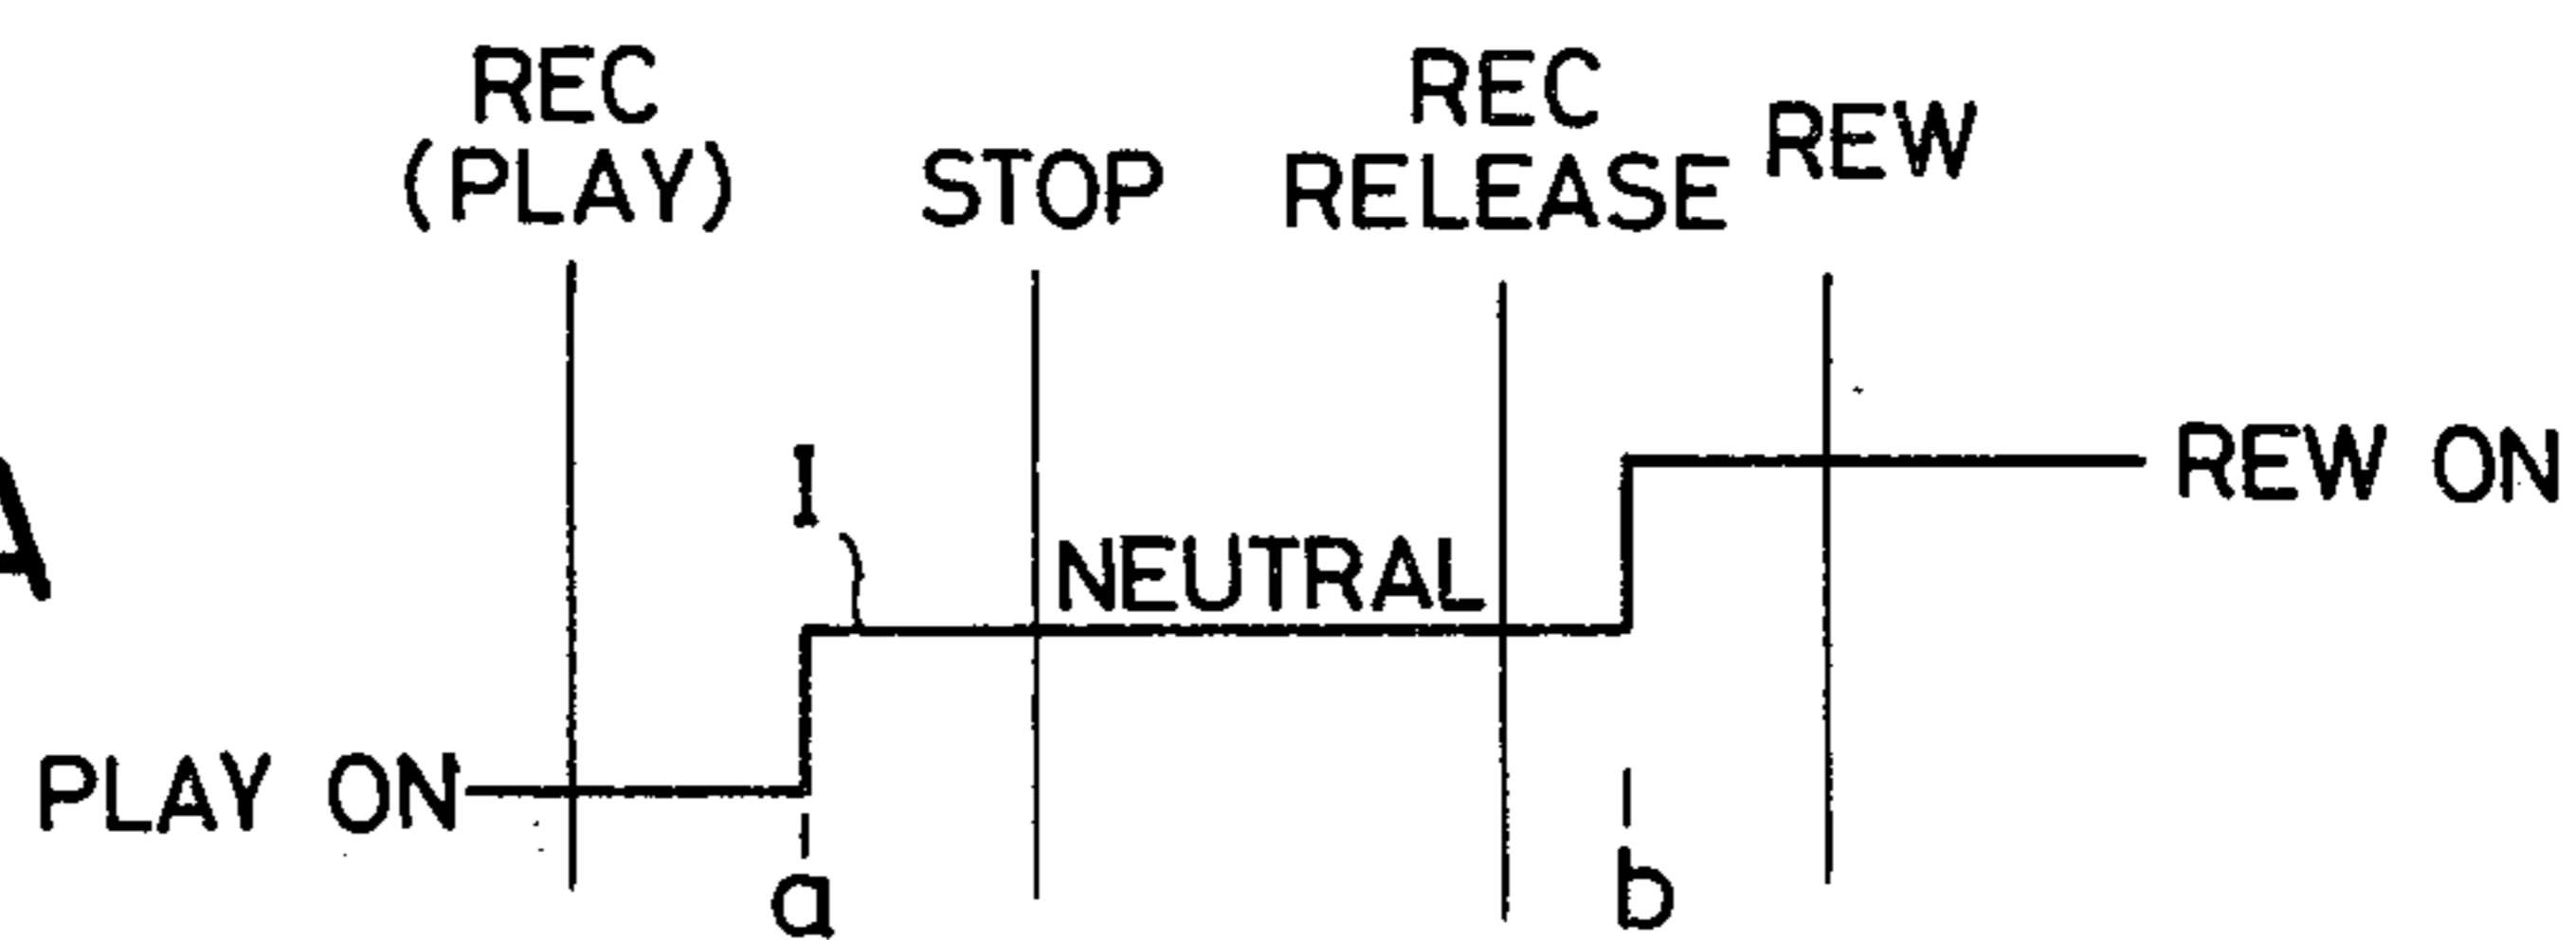 REC
(PLAY)
STOP
REC
RELEASE
REW
A
I
NEUTRAL
REW ON
PLAY ON
a
b